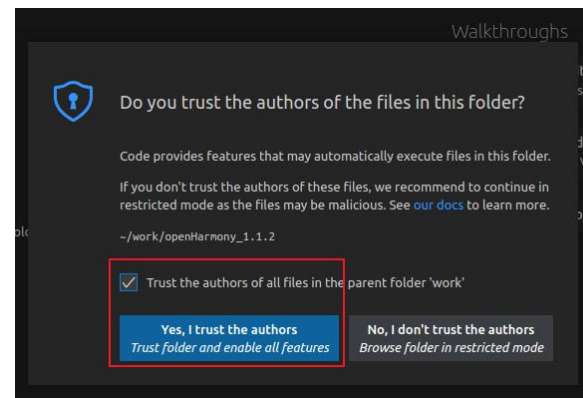 Walkthroughs
Do you trust the authors of the files in this folder?
Code provides features that may automatically execute files in this folder.
If you don't trust the authors of these files, we recommend to continue in
restricted mode as the files may be malicious. See our docs to learn more.
~/work/openHarmony_1.1.2
Trust the authors of all files in the parent folder 'work'
Yes, I trust the authors
Trust folder and enable all features
No, I don't trust the authors
Browse folder in restricted mode